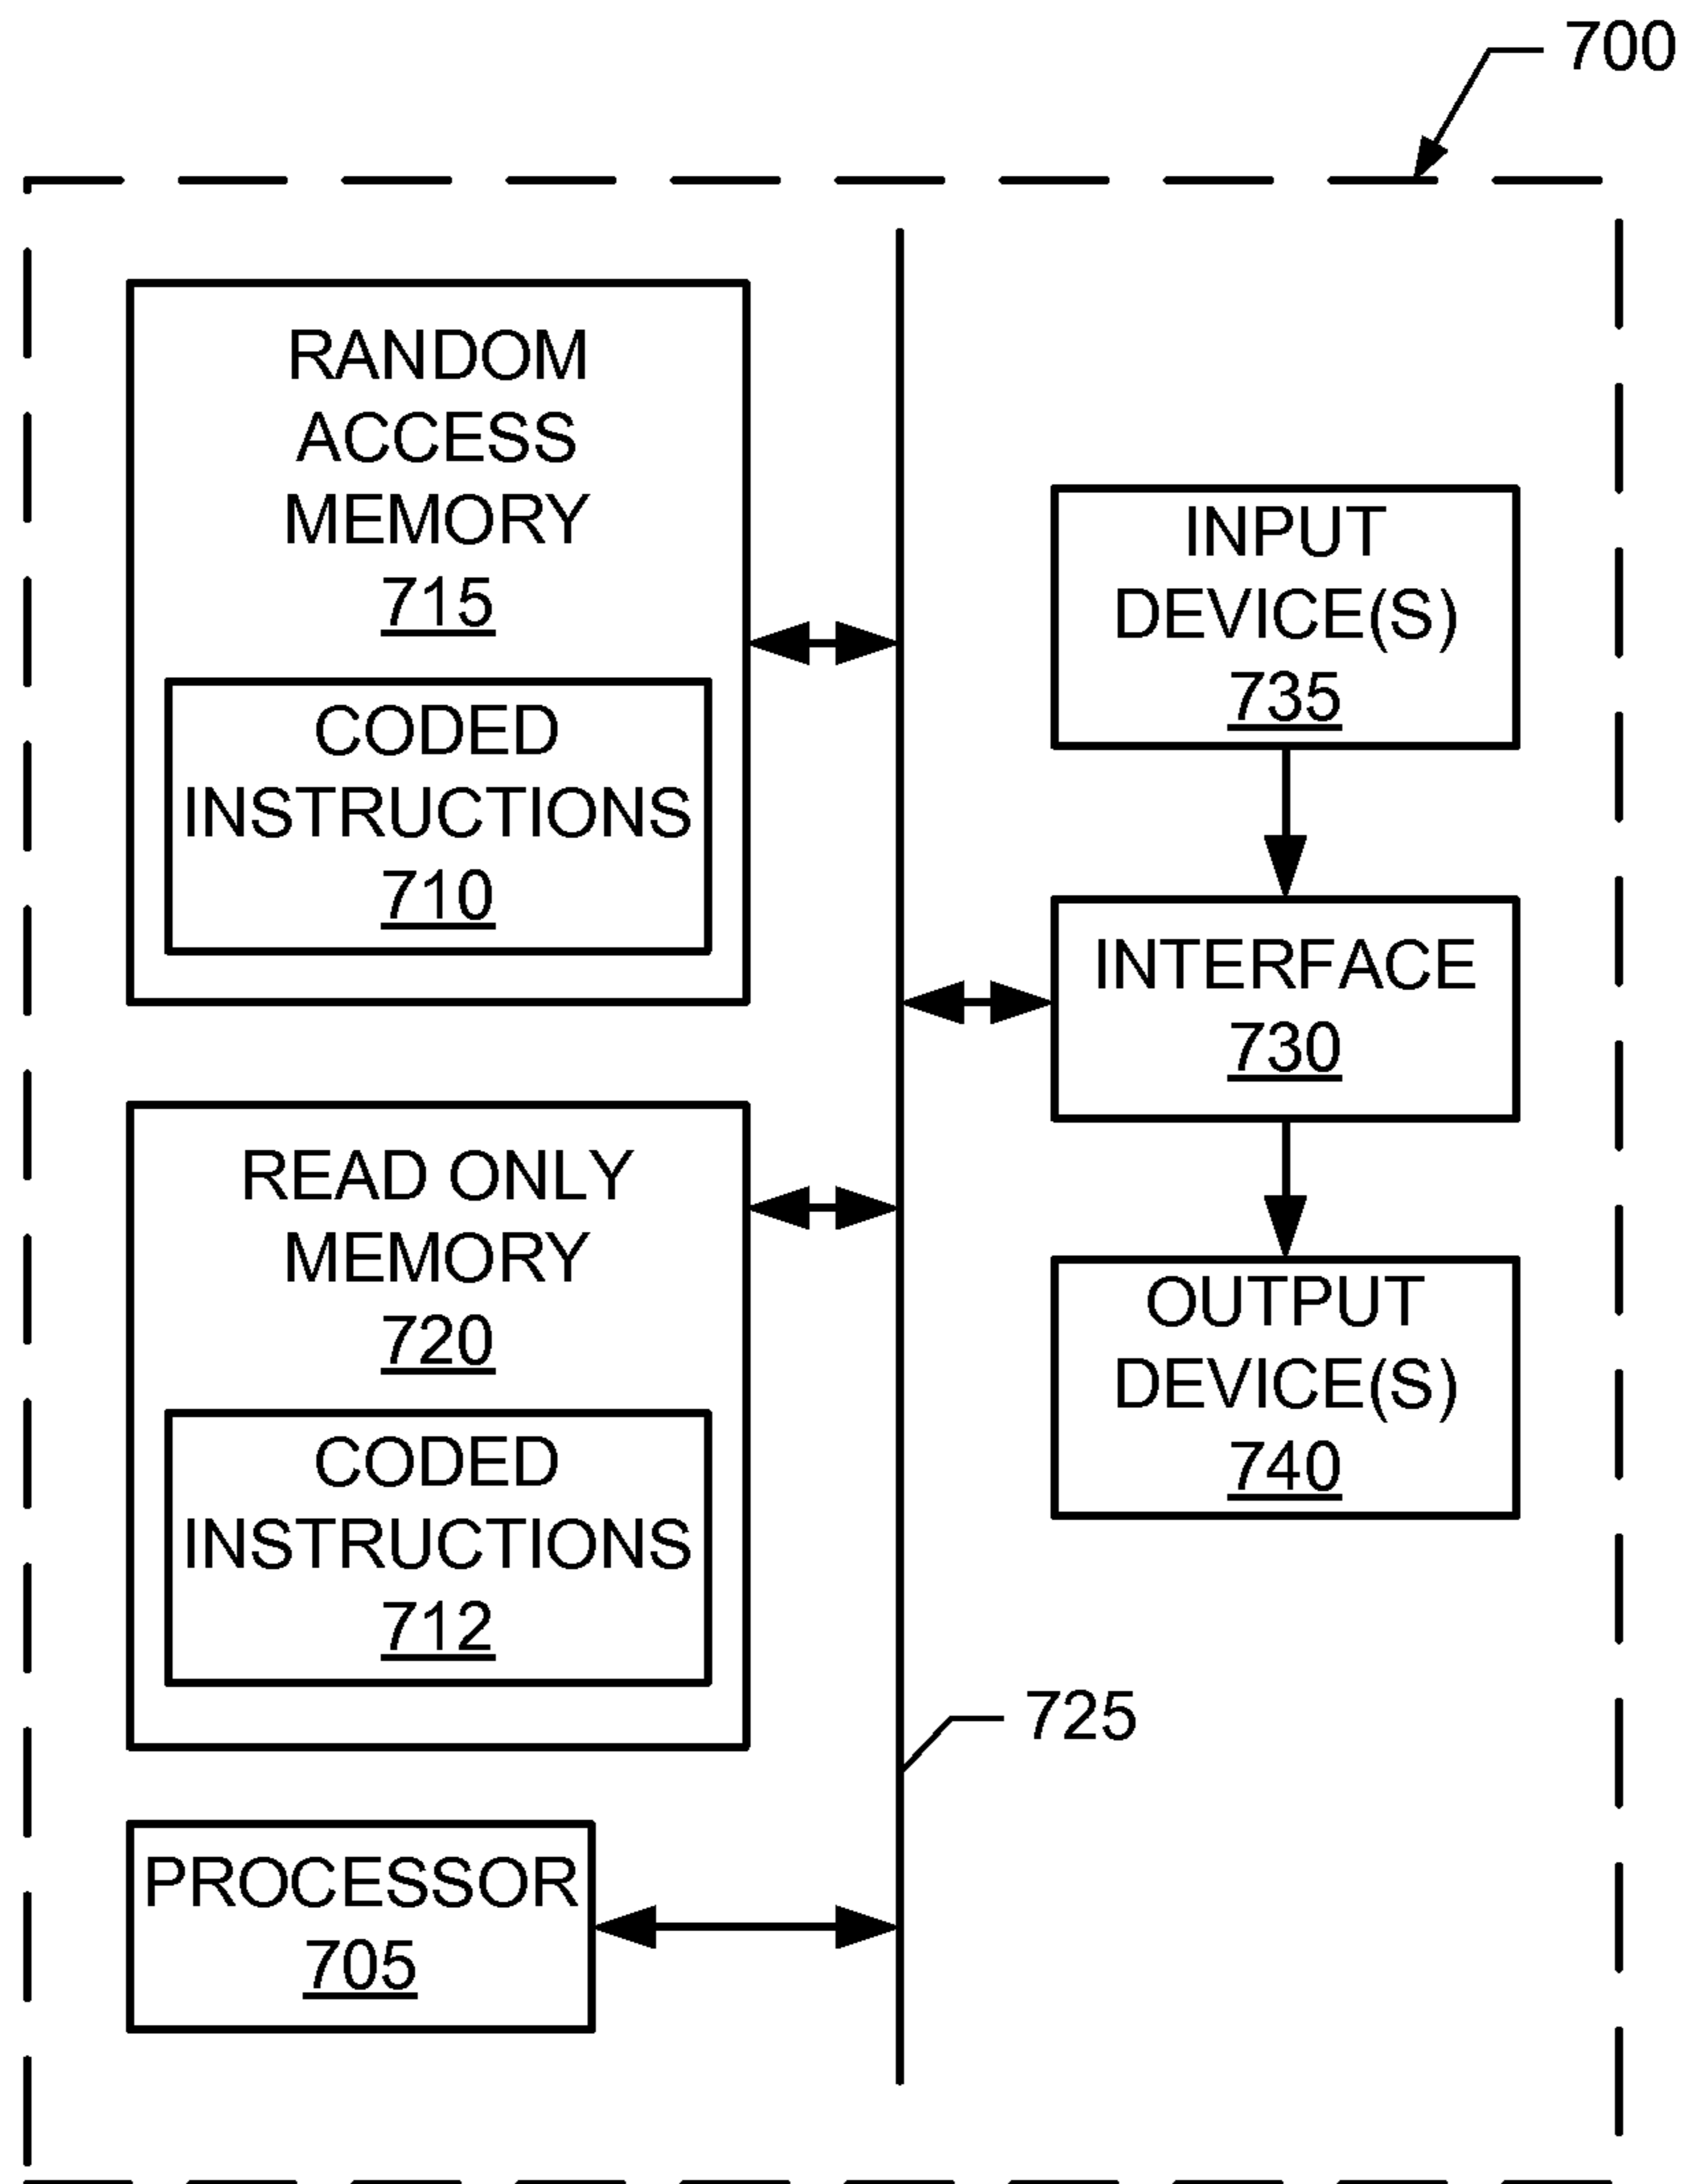 700
RANDOM
ACCESS
MEMORY
715
CODED
INSTRUCTIONS
710
READ ONLY
MEMORY
720
CODED
INSTRUCTIONS
712
PROCESSOR
705
725
INPUT
DEVICE(S)
735
INTERFACE
730
OUTPUT
DEVICE(S)
740